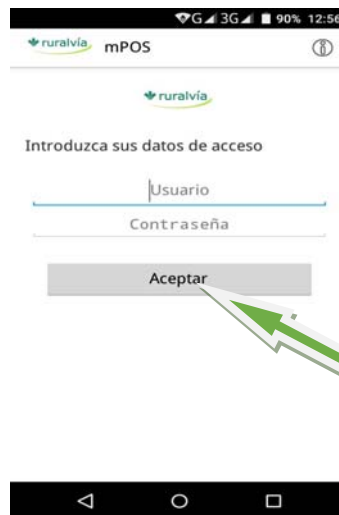 G 3G 90% 12:56
ruralvía mPOS
ruralvía
Introduzca sus datos de acceso
Usuario
Contraseña
Aceptar